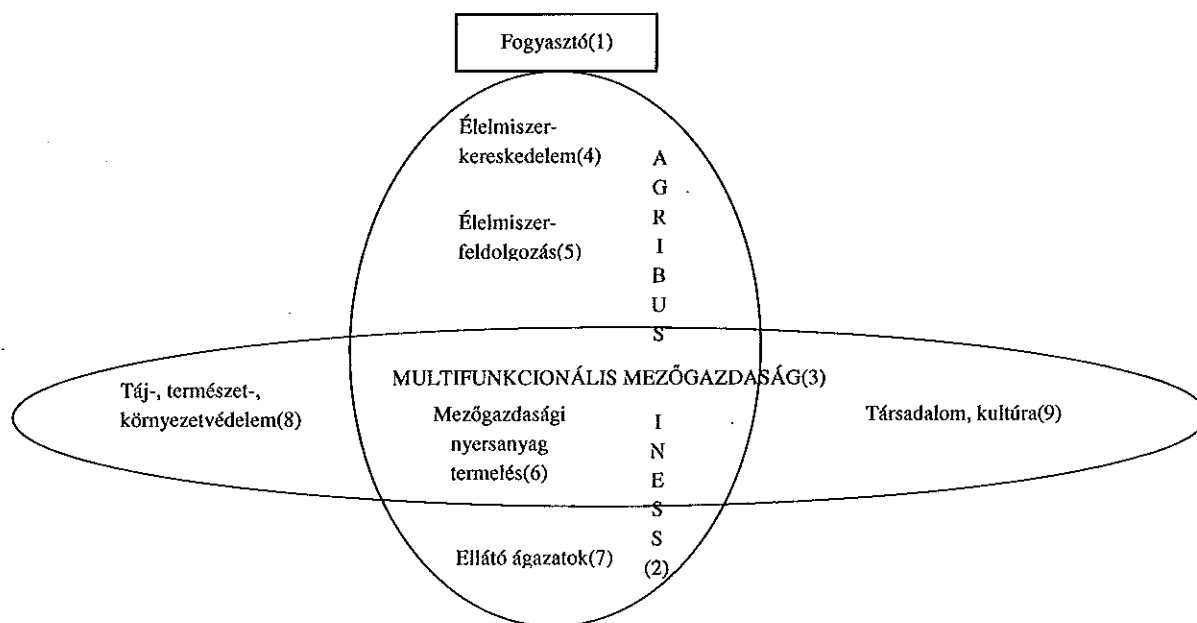 Fogyasztó(1)
Élelmiszer-
kereskedelem(4)
Élelmiszer-
feldolgozás(5)
A
G
R
I
B
U
S
MULTIFUNKCIONÁLIS MEZŐGAZDASÁG(3)
Táj-, természet-,
környezetvédelem(8)
Mezőgazdasági
nyersanyag
termelés(6)
I
N
E
S
S
(2)
Társadalom, kultúra(9)
Ellátó ágazatok(7)